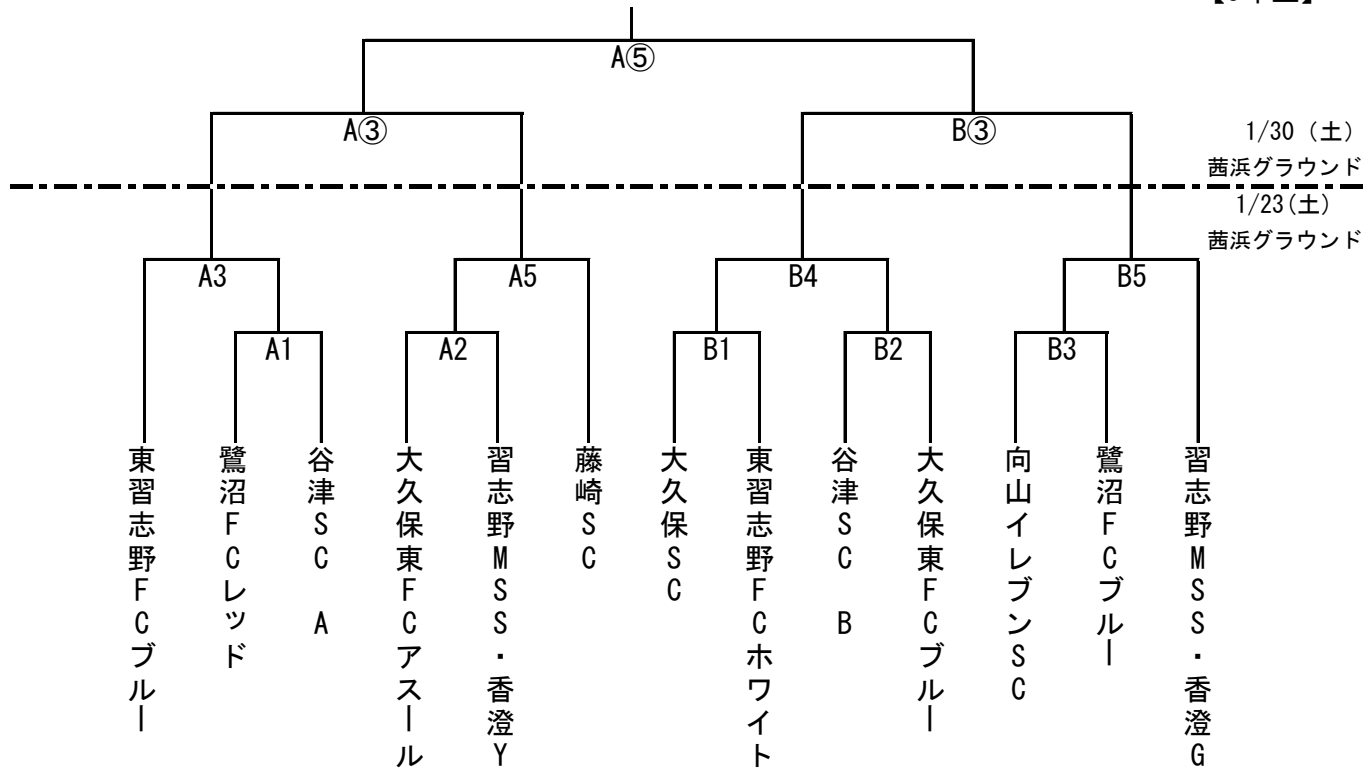 A⑤
A③
B③
1/30 (土)
茜浜グラウンド
1/23(土)
茜浜グラウンド
A3
A5
B4
B5
A1
A2
B1
B2
B3
東習志野FCブルー
鷺沼FCレッド
谷津SC A
大久保東FCアスール
習志野MSS・香澄Y
藤崎SC
大久保SC
東習志野FCホワイト
谷津SC B
大久保東FCブルー
向山イレブンSC
鷺沼FCブルー
習志野MSS・香澄G